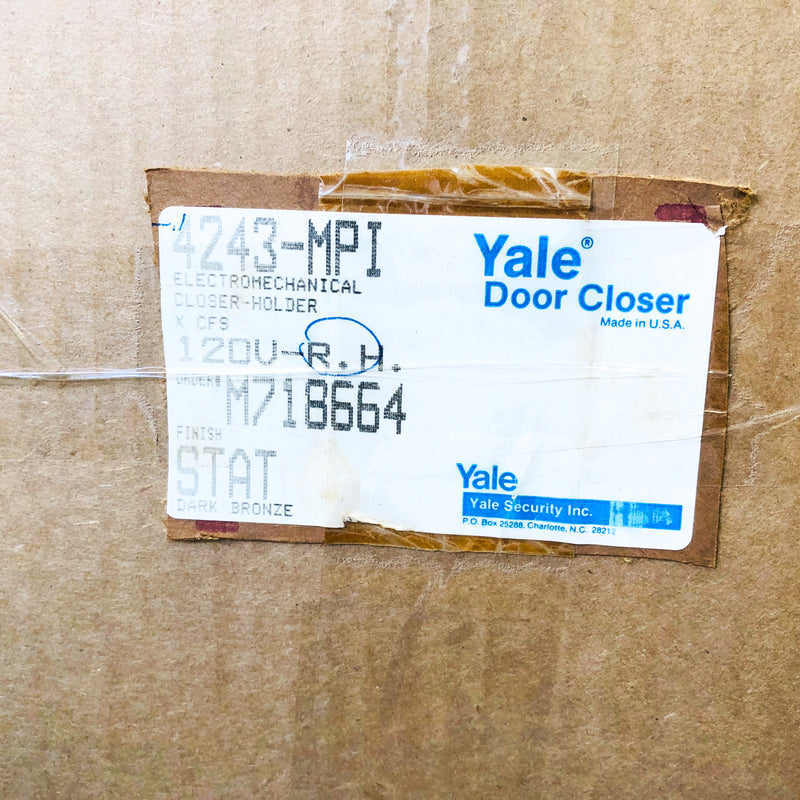 4243-MPI
ELECTROMECHANICAL
CLOSER-HOLDER
X CFS
120V-R.H.
ORDER#
M718664
FINISH
STAT
DARK BRONZE
Yale®
Door Closer
Made in U.S.A.
Yale
Yale Security Inc.
P.O. Box 25288, Charlotte, N.C. 28212